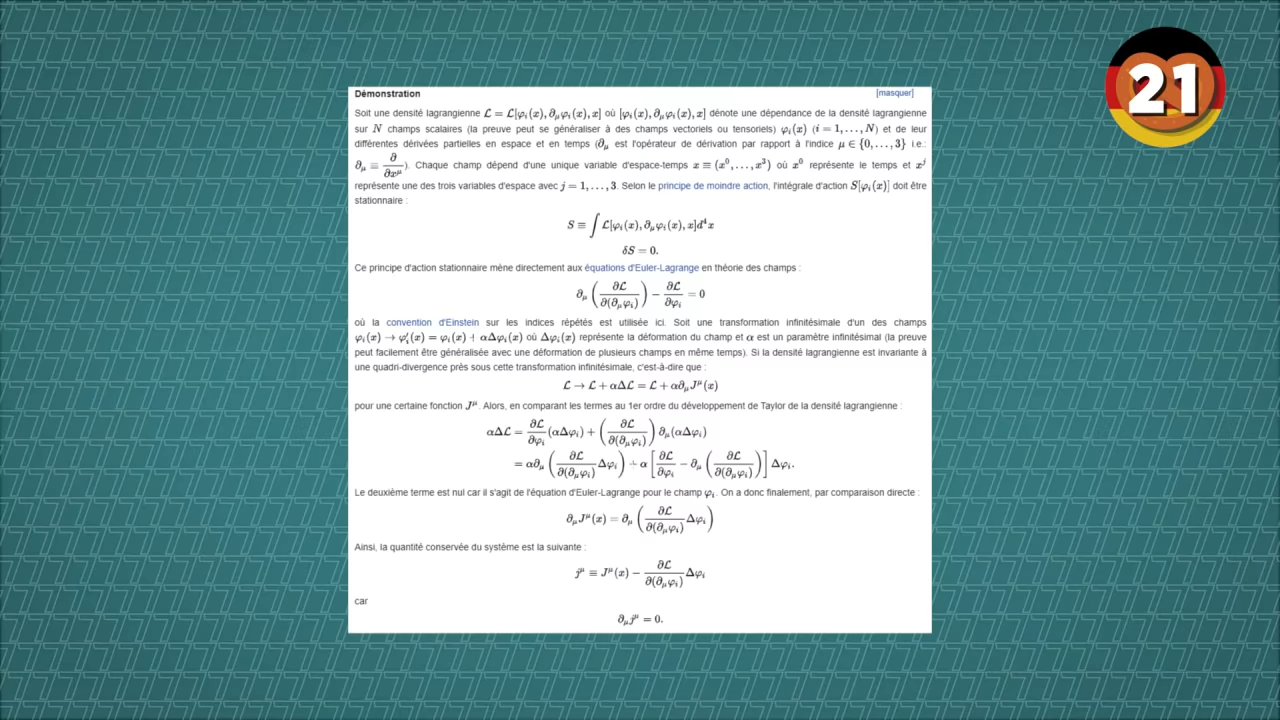 21
Démonstration [masquer]
Soit une densité lagrangienne ℒ = ℒ[φᵢ(x), ∂_μφᵢ(x), x] où [φᵢ(x), ∂_μφᵢ(x), x] dénote une dépendance de la densité lagrangienne
sur N champs scalaires (la preuve peut se généraliser à des champs vectoriels ou tensoriels) φᵢ(x) (i = 1, . . . , N) et de leur
différentes dérivées partielles en espace et en temps (∂_μ est l'opérateur de dérivation par rapport à l'indice μ ∈ {0, . . . , 3} i.e.:
∂_μ ≡ ∂/∂x^μ). Chaque champ dépend d'une unique variable d'espace-temps x ≡ (x⁰, . . . , x³) où x⁰ représente le temps et x^j
représente une des trois variables d'espace avec j = 1, . . . , 3. Selon le principe de moindre action, l'intégrale d'action S[φᵢ(x)] doit être
stationnaire :
S ≡ ∫ ℒ[φᵢ(x), ∂_μφᵢ(x), x]d⁴x
δS = 0.
Ce principe d'action stationnaire mène directement aux équations d'Euler-Lagrange en théorie des champs :
∂_μ (∂ℒ/∂(∂_μφᵢ)) − ∂ℒ/∂φᵢ = 0
où la convention d'Einstein sur les indices répétés est utilisée ici. Soit une transformation infinitésimale d'un des champs
φᵢ(x) → φ′ᵢ(x) = φᵢ(x) + αΔφᵢ(x) où Δφᵢ(x) représente la déformation du champ et α est un paramètre infinitésimal (la preuve
peut facilement être généralisée avec une déformation de plusieurs champs en même temps). Si la densité lagrangienne est invariante à
une quadri-divergence près sous cette transformation infinitésimale, c'est-à-dire que :
ℒ → ℒ + αΔℒ = ℒ + α∂_μJ^μ(x)
pour une certaine fonction J^μ. Alors, en comparant les termes au 1er ordre du développement de Taylor de la densité lagrangienne :
αΔℒ = ∂ℒ/∂φᵢ (αΔφᵢ) + (∂ℒ/∂(∂_μφᵢ)) ∂_μ(αΔφᵢ)
= α∂_μ (∂ℒ/∂(∂_μφᵢ) Δφᵢ) + α [∂ℒ/∂φᵢ − ∂_μ (∂ℒ/∂(∂_μφᵢ))] Δφᵢ.
Le deuxième terme est nul car il s'agit de l'équation d'Euler-Lagrange pour le champ φᵢ. On a donc finalement, par comparaison directe :
∂_μJ^μ(x) = ∂_μ (∂ℒ/∂(∂_μφᵢ) Δφᵢ)
Ainsi, la quantité conservée du système est la suivante :
j^μ ≡ J^μ(x) − ∂ℒ/∂(∂_μφᵢ) Δφᵢ
car
∂_μj^μ = 0.